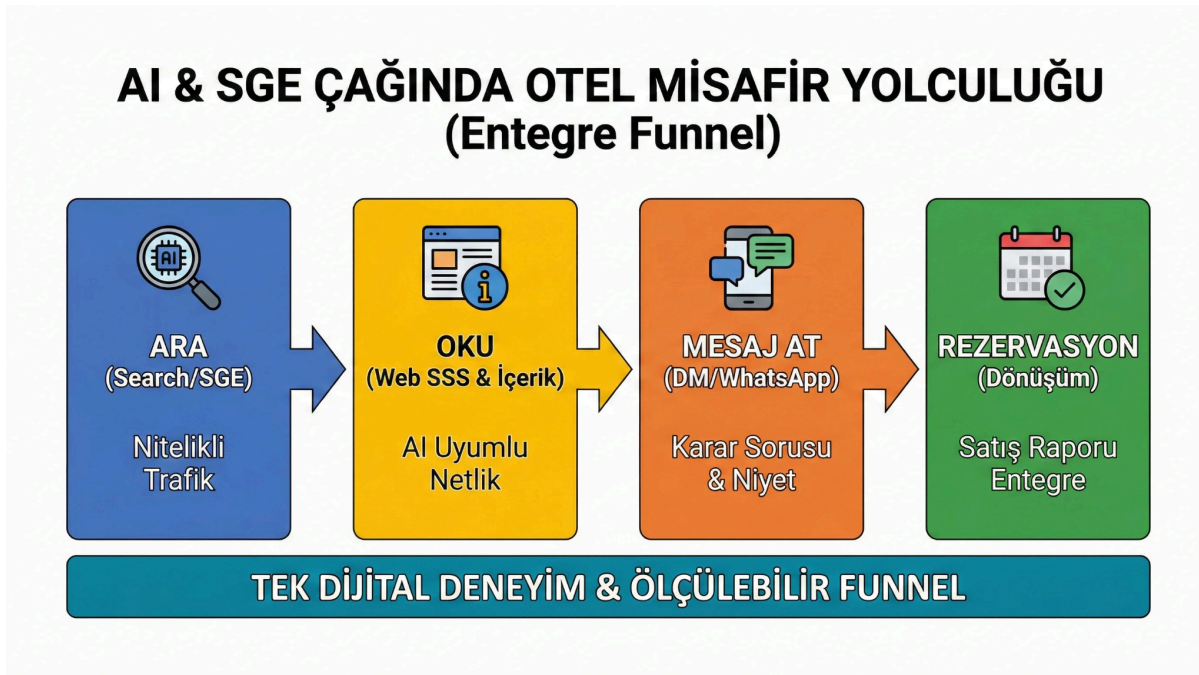 AI & SGE ÇAĞINDA OTEL MİSAFİR YOLCULUĞU
(Entegre Funnel)
AI
ARA
(Search/SGE)
Nitelikli
Trafik
i
OKU
(Web SSS & İçerik)
AI Uyumlu
Netlik
MESAJ AT
(DM/WhatsApp)
Karar Sorusu
& Niyet
REZERVASYON
(Dönüşüm)
Satış Raporu
Entegre
TEK DİJİTAL DENEYİM & ÖLÇÜLEBİLİR FUNNEL